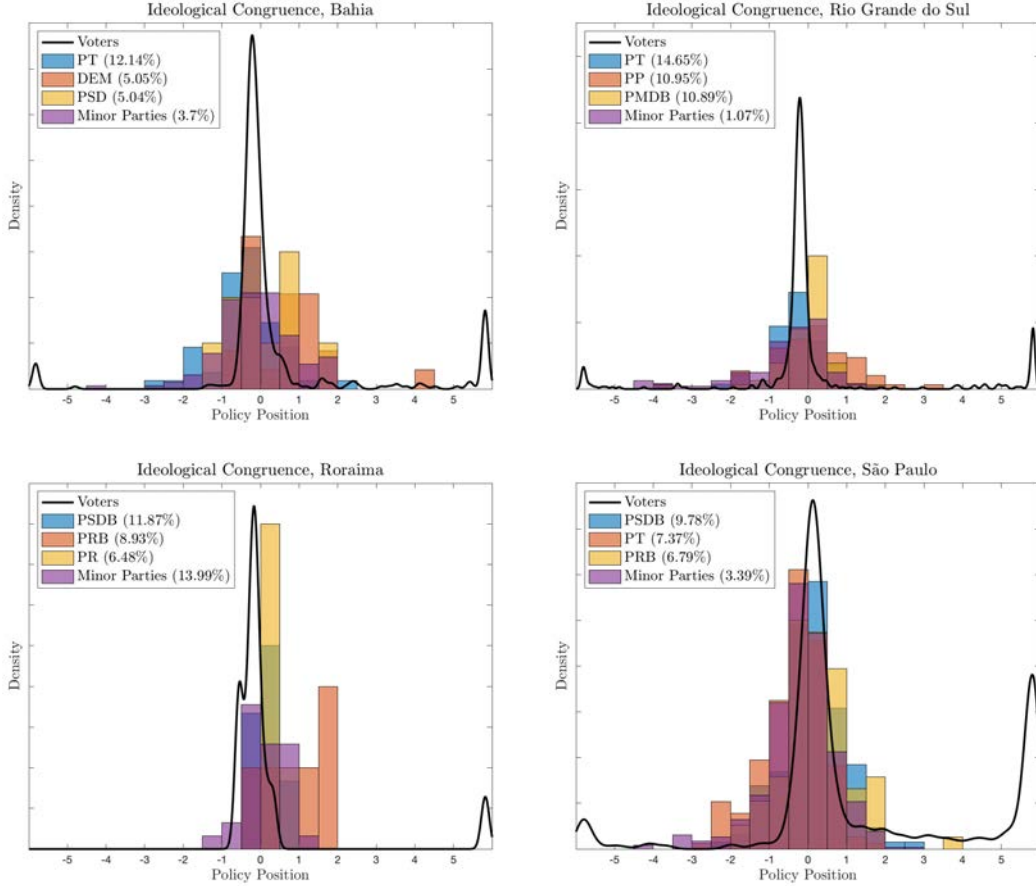 Ideological Congruence, Bahia
Voters
PT (12.14%)
DEM (5.05%)
PSD (5.04%)
Minor Parties (3.7%)
Density
-5 -4 -3 -2 -1 0 1 2 3 4 5
Policy Position
Ideological Congruence, Rio Grande do Sul
Voters
PT (14.65%)
PP (10.95%)
PMDB (10.89%)
Minor Parties (1.07%)
Density
-5 -4 -3 -2 -1 0 1 2 3 4 5
Policy Position
Ideological Congruence, Roraima
Voters
PSDB (11.87%)
PRB (8.93%)
PR (6.48%)
Minor Parties (13.99%)
Density
-5 -4 -3 -2 -1 0 1 2 3 4 5
Policy Position
Ideological Congruence, São Paulo
Voters
PSDB (9.78%)
PT (7.37%)
PRB (6.79%)
Minor Parties (3.39%)
Density
-5 -4 -3 -2 -1 0 1 2 3 4 5
Policy Position